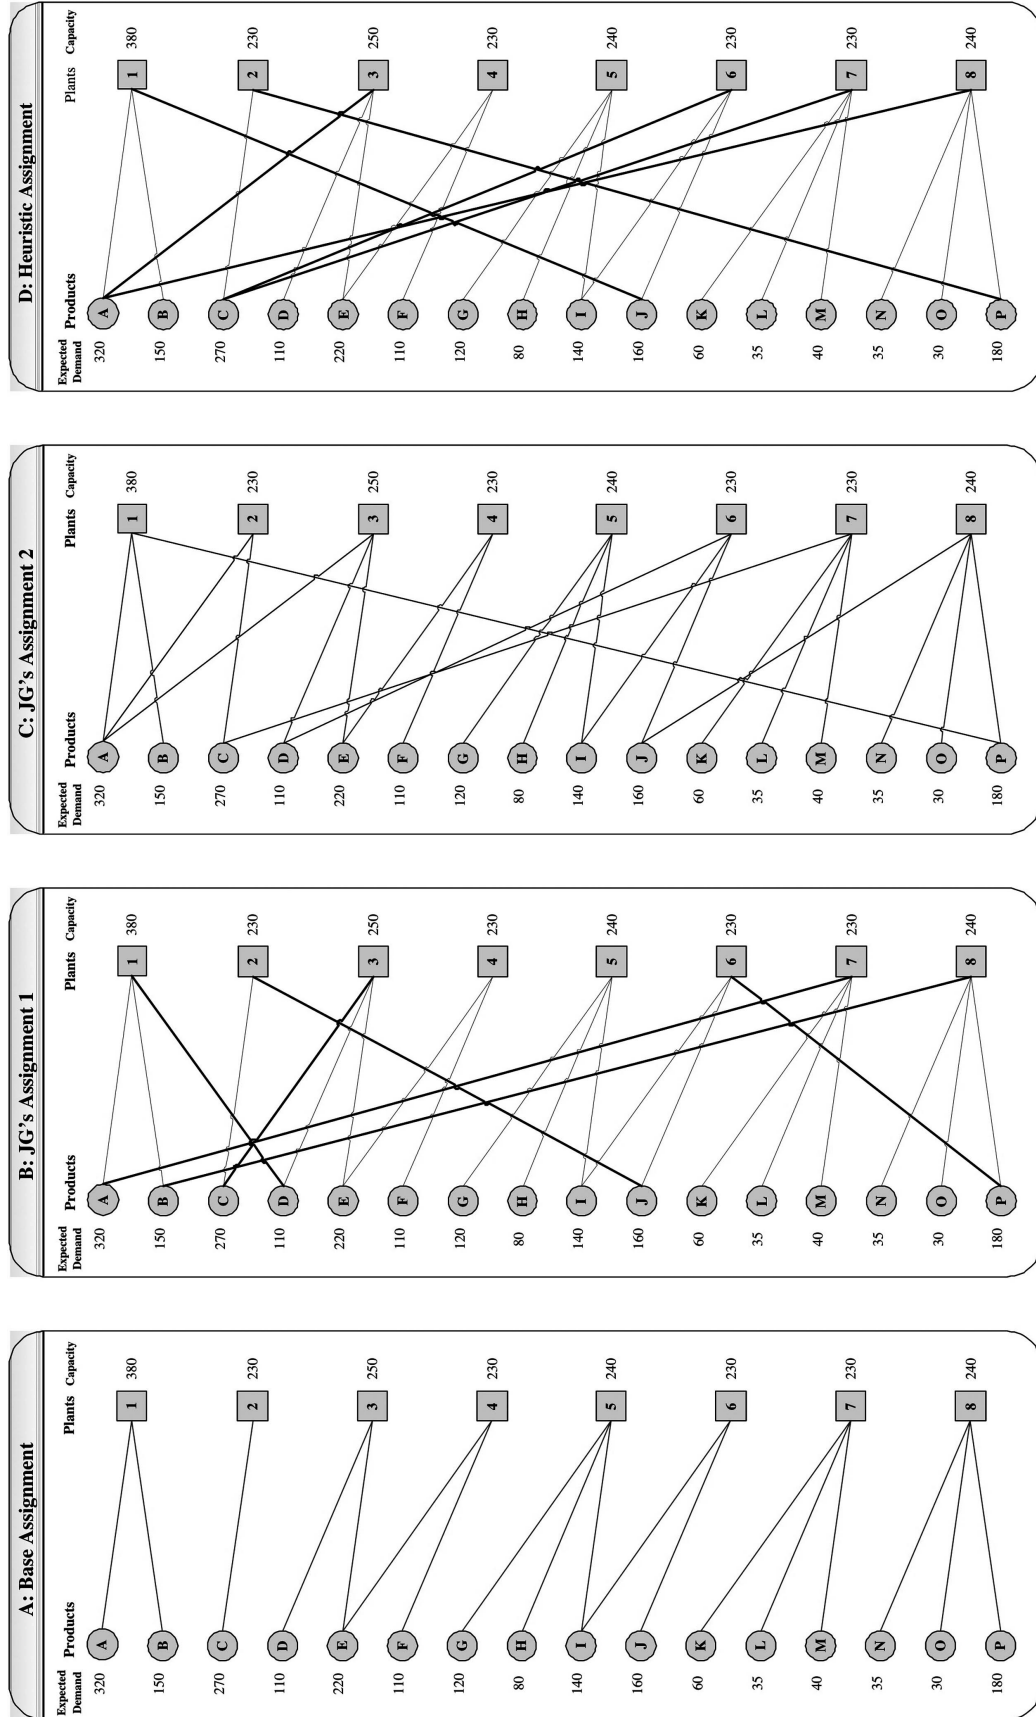 A: Base Assignment
Expected
Demand Products Plants Capacity
320 A
1 380
150 B
270 C
2 230
110 D
220 E
3 250
110 F
120 G
4 230
80 H
140 I
5 240
160 J
60 K
6 230
35 L
40 M
7 230
35 N
30 O
8 240
180 P
B: JG's Assignment 1
Expected
Demand Products Plants Capacity
320 A
1 380
150 B
270 C
2 230
110 D
220 E
3 250
110 F
120 G
4 230
80 H
140 I
5 240
160 J
60 K
6 230
35 L
40 M
7 230
35 N
30 O
8 240
180 P
C: JG's Assignment 2
Expected
Demand Products Plants Capacity
320 A
1 380
150 B
270 C
2 230
110 D
220 E
3 250
110 F
120 G
4 230
80 H
140 I
5 240
160 J
60 K
6 230
35 L
40 M
7 230
35 N
30 O
8 240
180 P
D: Heuristic Assignment
Expected
Demand Products Plants Capacity
320 A
1 380
150 B
270 C
2 230
110 D
220 E
3 250
110 F
120 G
4 230
80 H
140 I
5 240
160 J
60 K
6 230
35 L
40 M
7 230
35 N
30 O
8 240
180 P